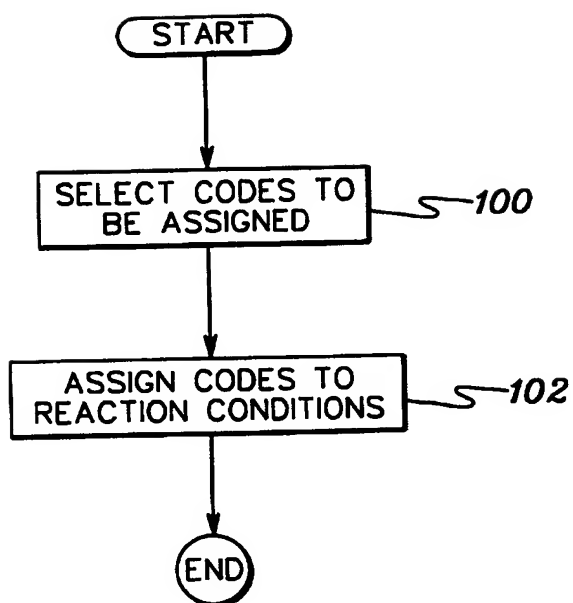 START
SELECT CODES TO
BE ASSIGNED
100
ASSIGN CODES TO
REACTION CONDITIONS
102
END